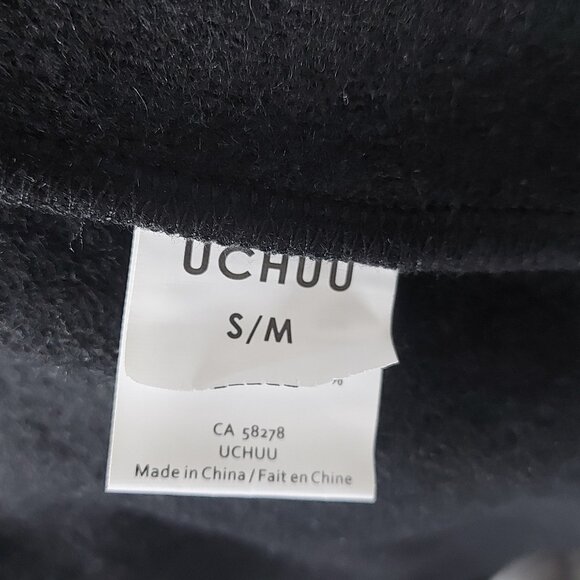 UCHUU
S/M
%
CA 58278
UCHUU
Made in China / Fait en Chine